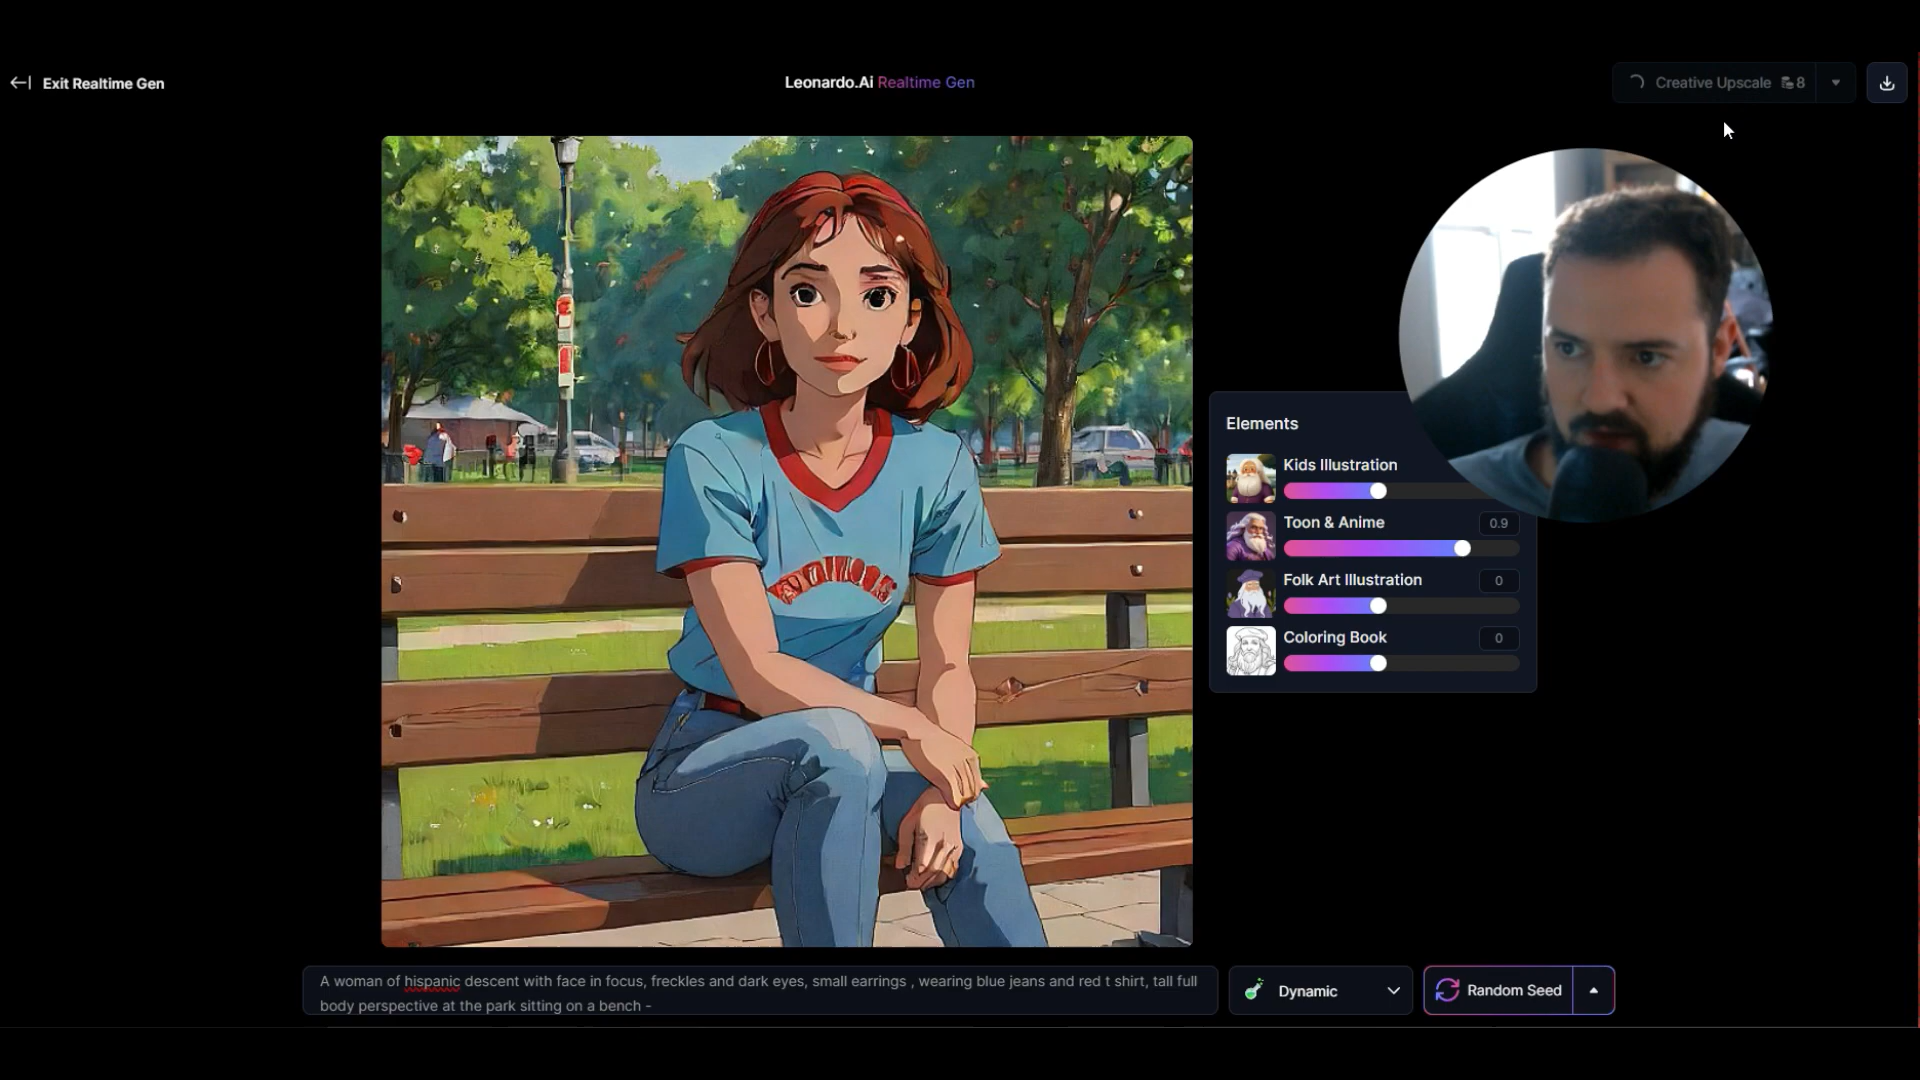 Exit Realtime Gen
Leonardo.Ai Realtime Gen
Creative Upscale 8
Elements
Kids Illustration
Toon & Anime 0.9
Folk Art Illustration 0
Coloring Book 0
A woman of hispanic descent with face in focus, freckles and dark eyes, small earrings , wearing blue jeans and red t shirt, tall full
body perspective at the park sitting on a bench -
Dynamic
Random Seed